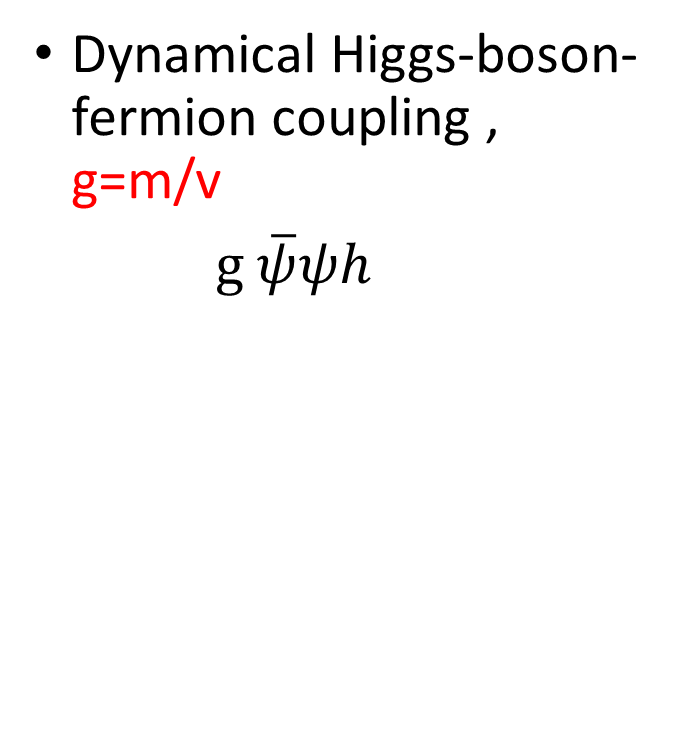 • Dynamical Higgs-boson-
fermion coupling ,
g=m/v
g ψ̄ψh